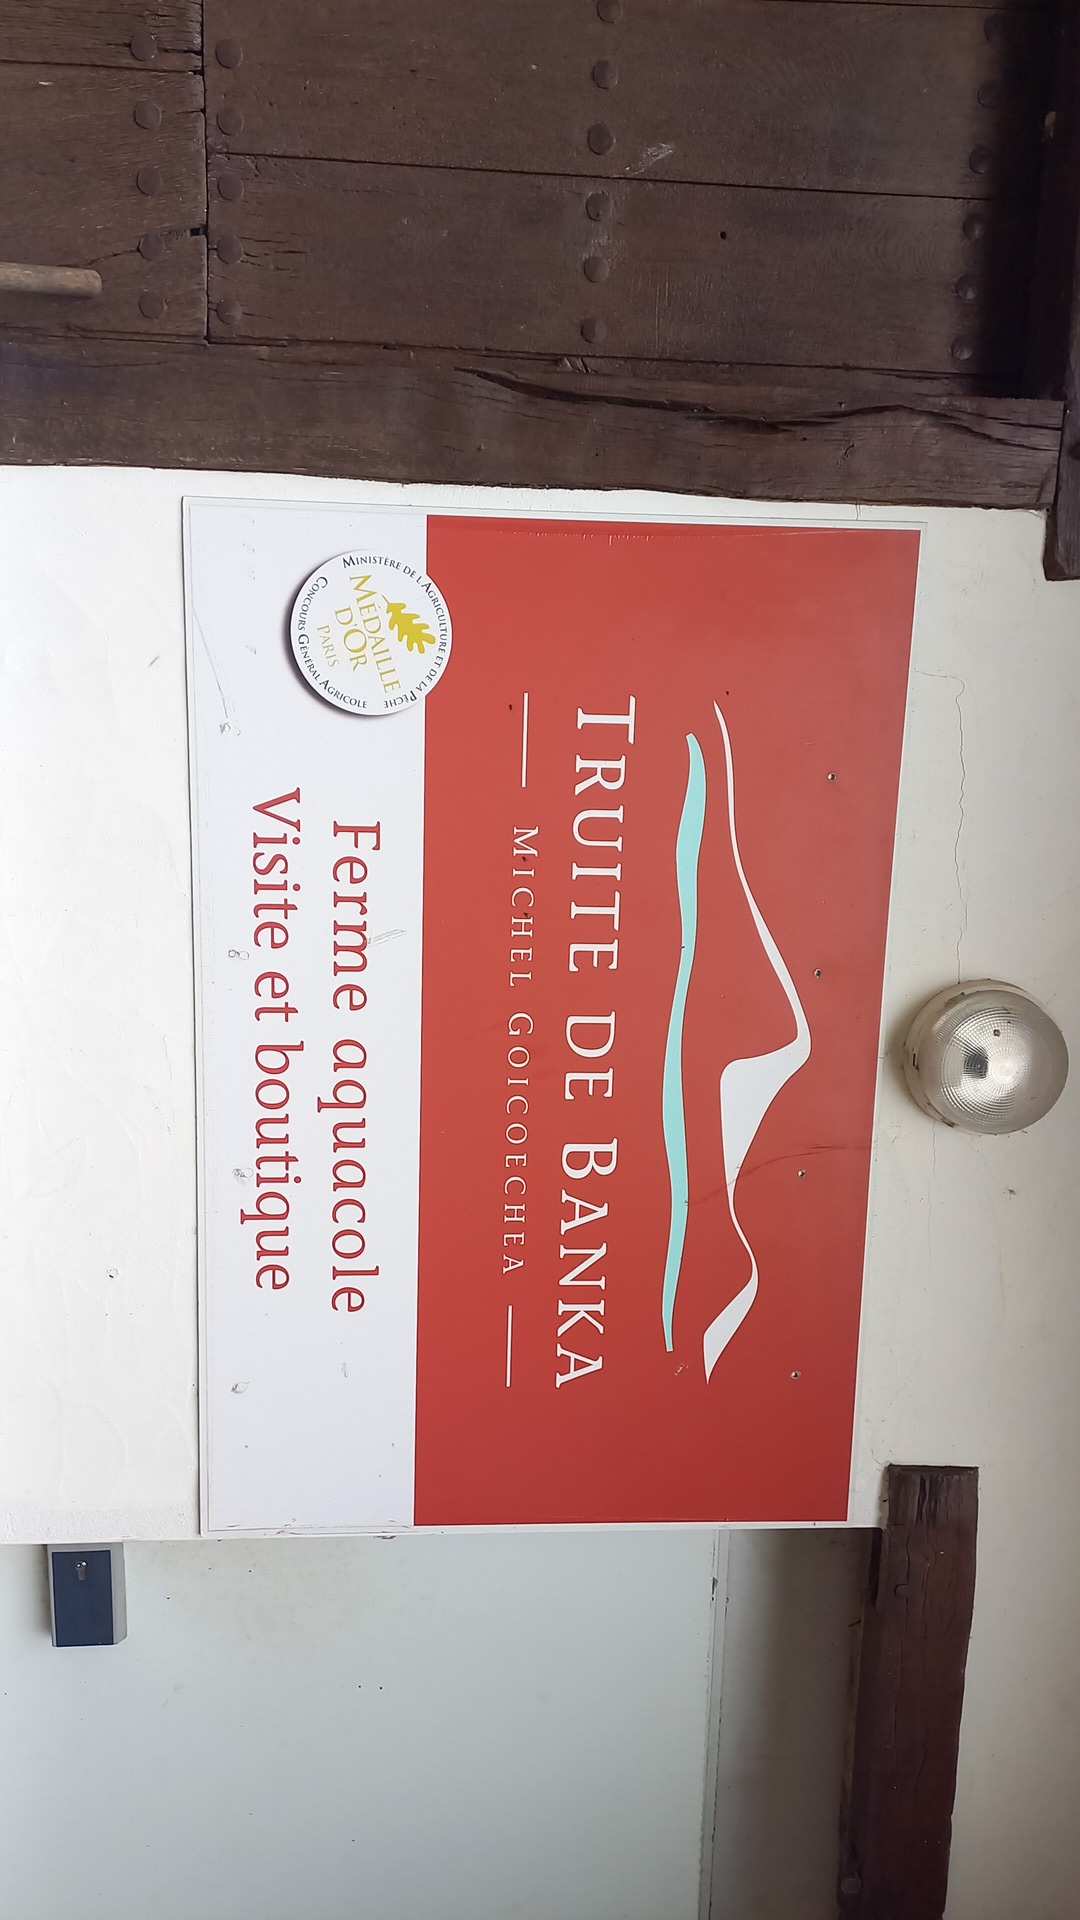 TRUITE DE BANKA
MICHEL GOICOECHEA
Ferme aquacole
Visite et boutique
MINISTÈRE DE L'AGRICULTURE ET DE LA PÊCHE
MÉDAILLE
D'OR
PARIS
CONCOURS GÉNÉRAL AGRICOLE